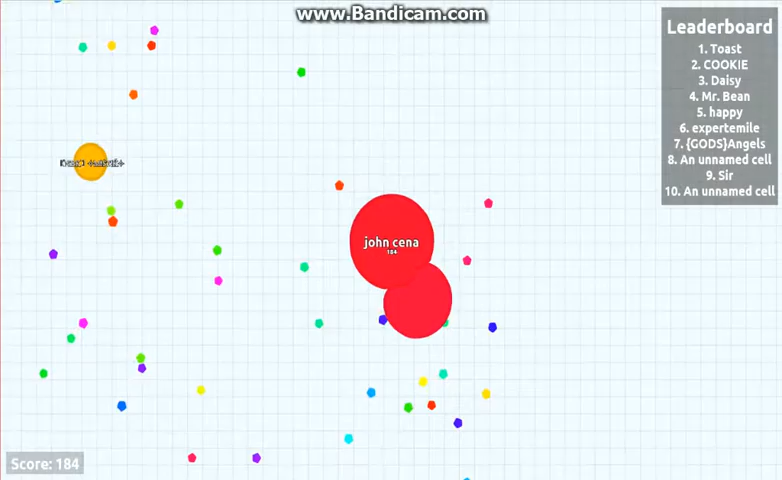 www.Bandicam.com
Leaderboard
1. Toast
2. COOKIE
3. Daisy
4. Mr. Bean
5. happy
6. expertemile
7. {GODS}Angels
8. An unnamed cell
9. Sir
10. An unnamed cell
john cena
184
Score: 184